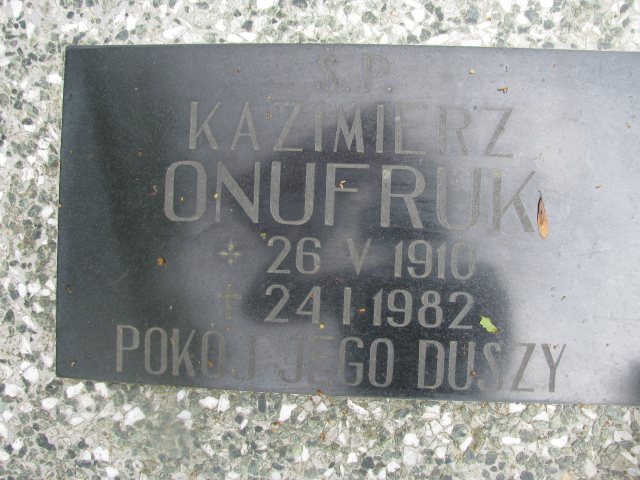 Ś.P.
KAZIMIERZ
ONUFRUK
26 V 1910
24 I 1982
POKÓJ JEGO DUSZY